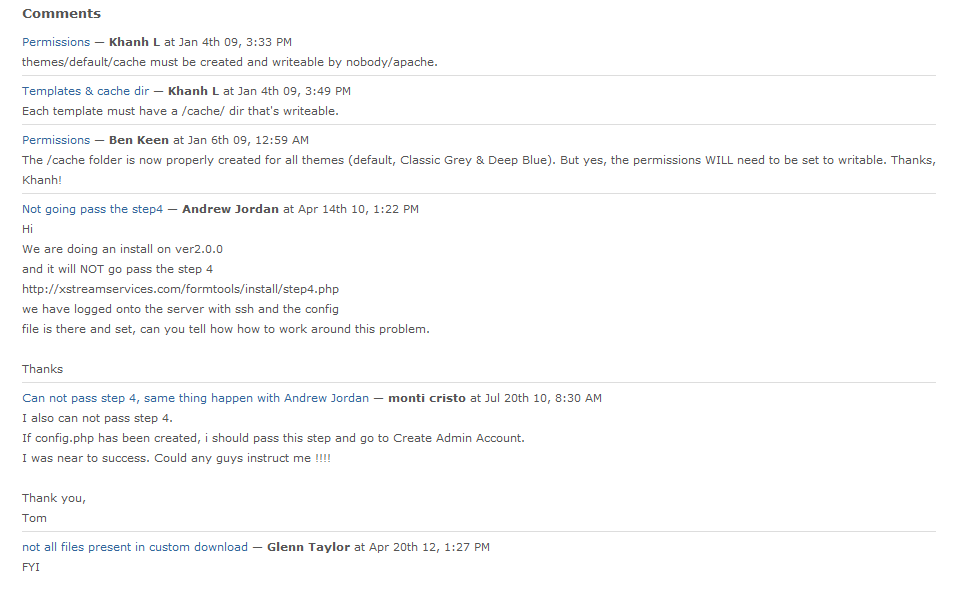 Comments
Permissions — Khanh L at Jan 4th 09, 3:33 PM
themes/default/cache must be created and writeable by nobody/apache.
Templates & cache dir — Khanh L at Jan 4th 09, 3:49 PM
Each template must have a /cache/ dir that's writeable.
Permissions — Ben Keen at Jan 6th 09, 12:59 AM
The /cache folder is now properly created for all themes (default, Classic Grey & Deep Blue). But yes, the permissions WILL need to be set to writable. Thanks,
Khanh!
Not going pass the step4 — Andrew Jordan at Apr 14th 10, 1:22 PM
Hi
We are doing an install on ver2.0.0
and it will NOT go pass the step 4
http://xstreamservices.com/formtools/install/step4.php
we have logged onto the server with ssh and the config
file is there and set, can you tell how how to work around this problem.
Thanks
Can not pass step 4, same thing happen with Andrew Jordan — monti cristo at Jul 20th 10, 8:30 AM
I also can not pass step 4.
If config.php has been created, i should pass this step and go to Create Admin Account.
I was near to success. Could any guys instruct me !!!!
Thank you,
Tom
not all files present in custom download — Glenn Taylor at Apr 20th 12, 1:27 PM
FYI